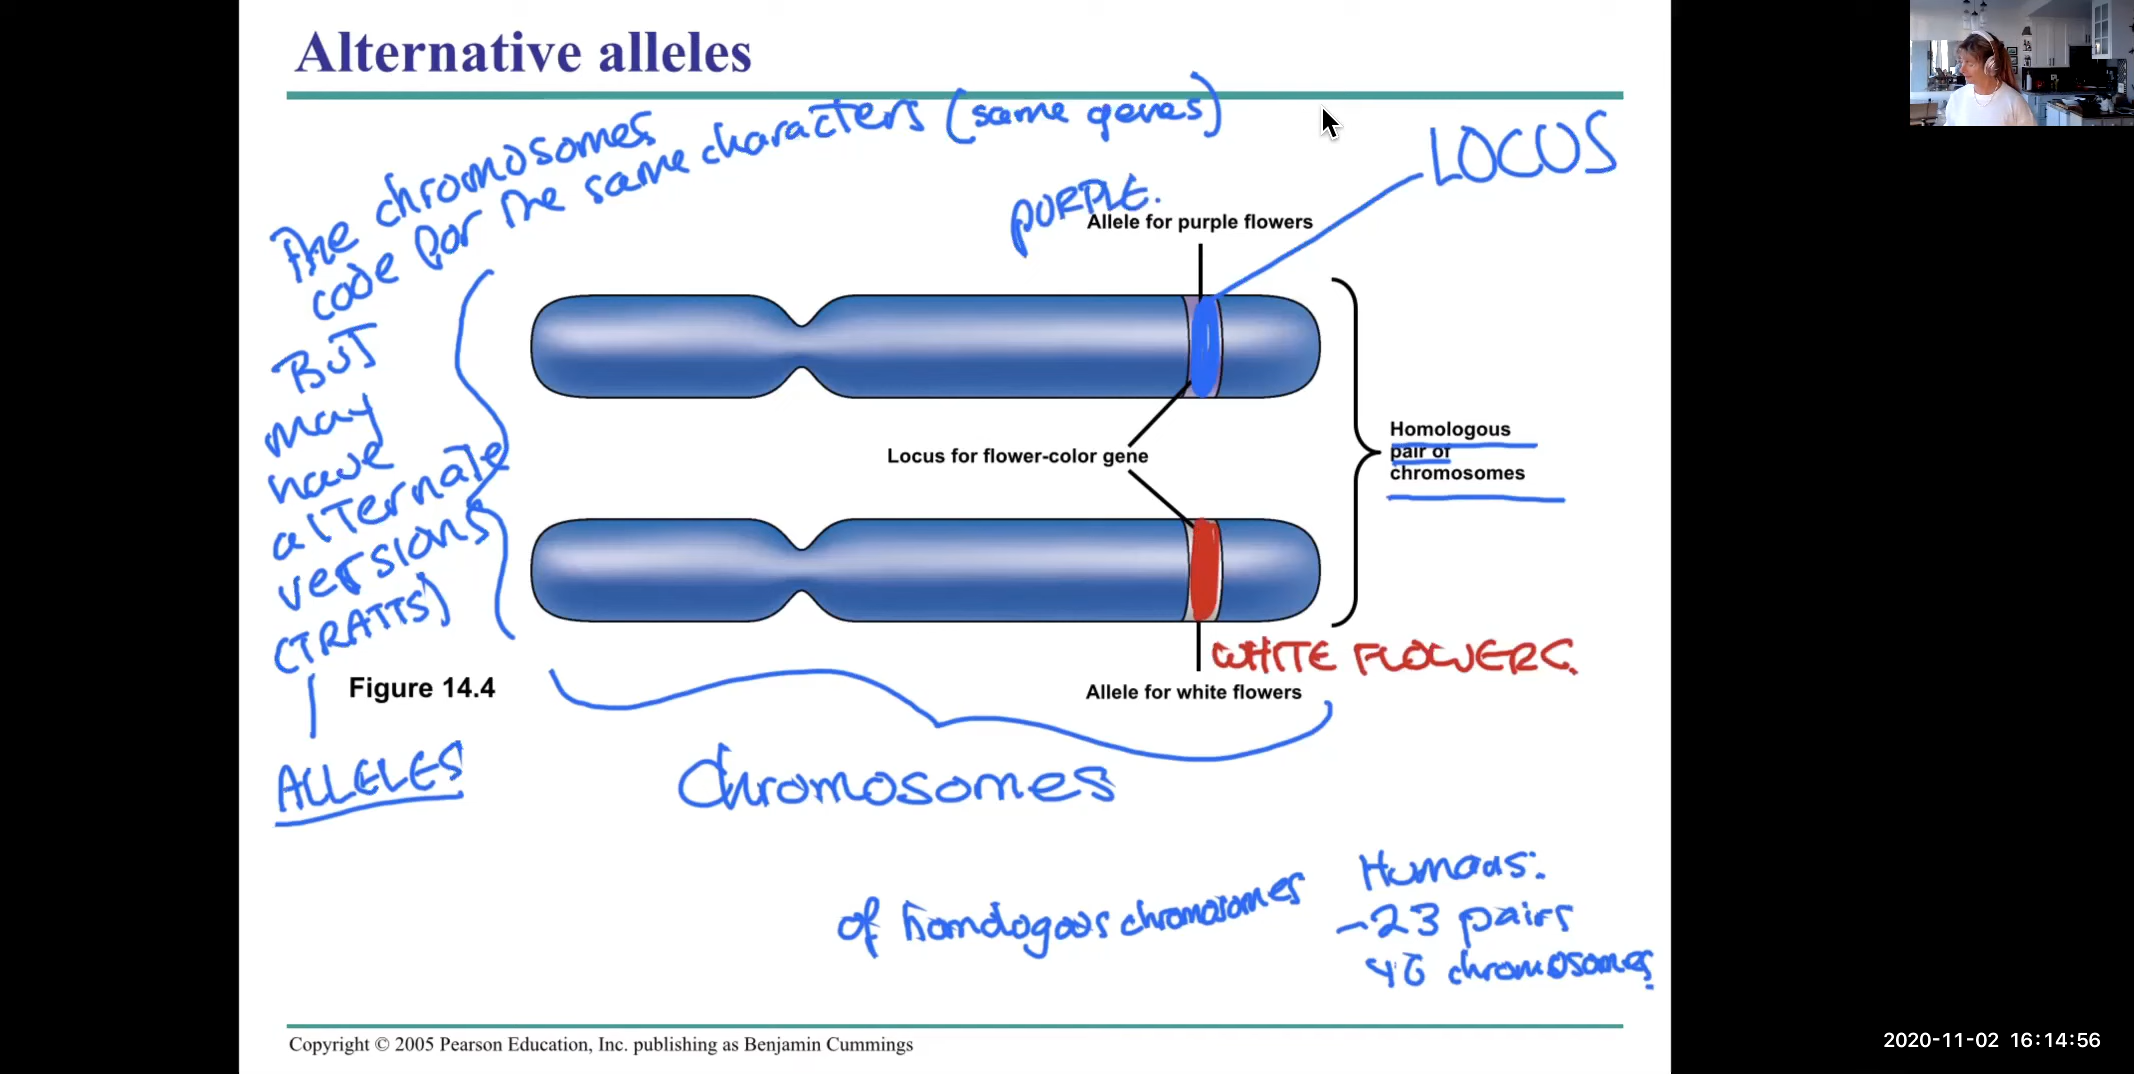 Alternative alleles
The chromosomes
code for the same characters (same genes)
BUT
may
have
alternate
versions
(TRAITS)
ALLELES
LOCUS
PURPLE.
Allele for purple flowers
Locus for flower-color gene
Homologous
pair of
chromosomes
WHITE FLOWERS.
Allele for white flowers
Figure 14.4
Chromosomes
of homologous chromosomes
Humans:
-23 pairs
46 chromosomes
Copyright © 2005 Pearson Education, Inc. publishing as Benjamin Cummings
2020-11-02 16:14:56